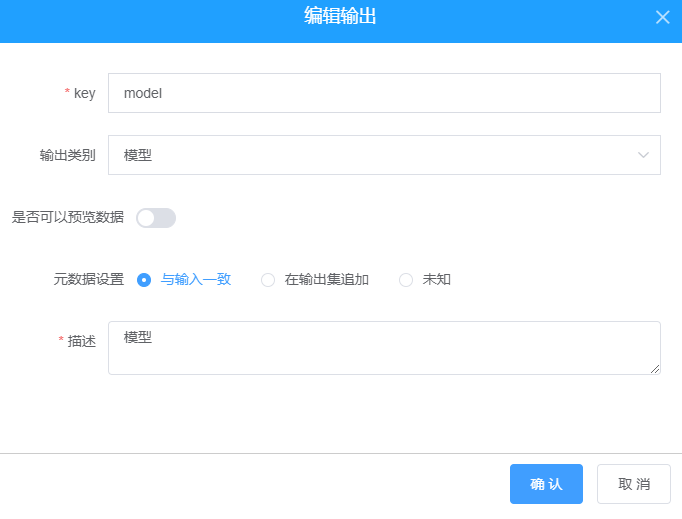 编辑输出
* key model
输出类别 模型
是否可以预览数据
元数据设置 与输入一致 在输出集追加 未知
* 描述 模型
确 认 取 消